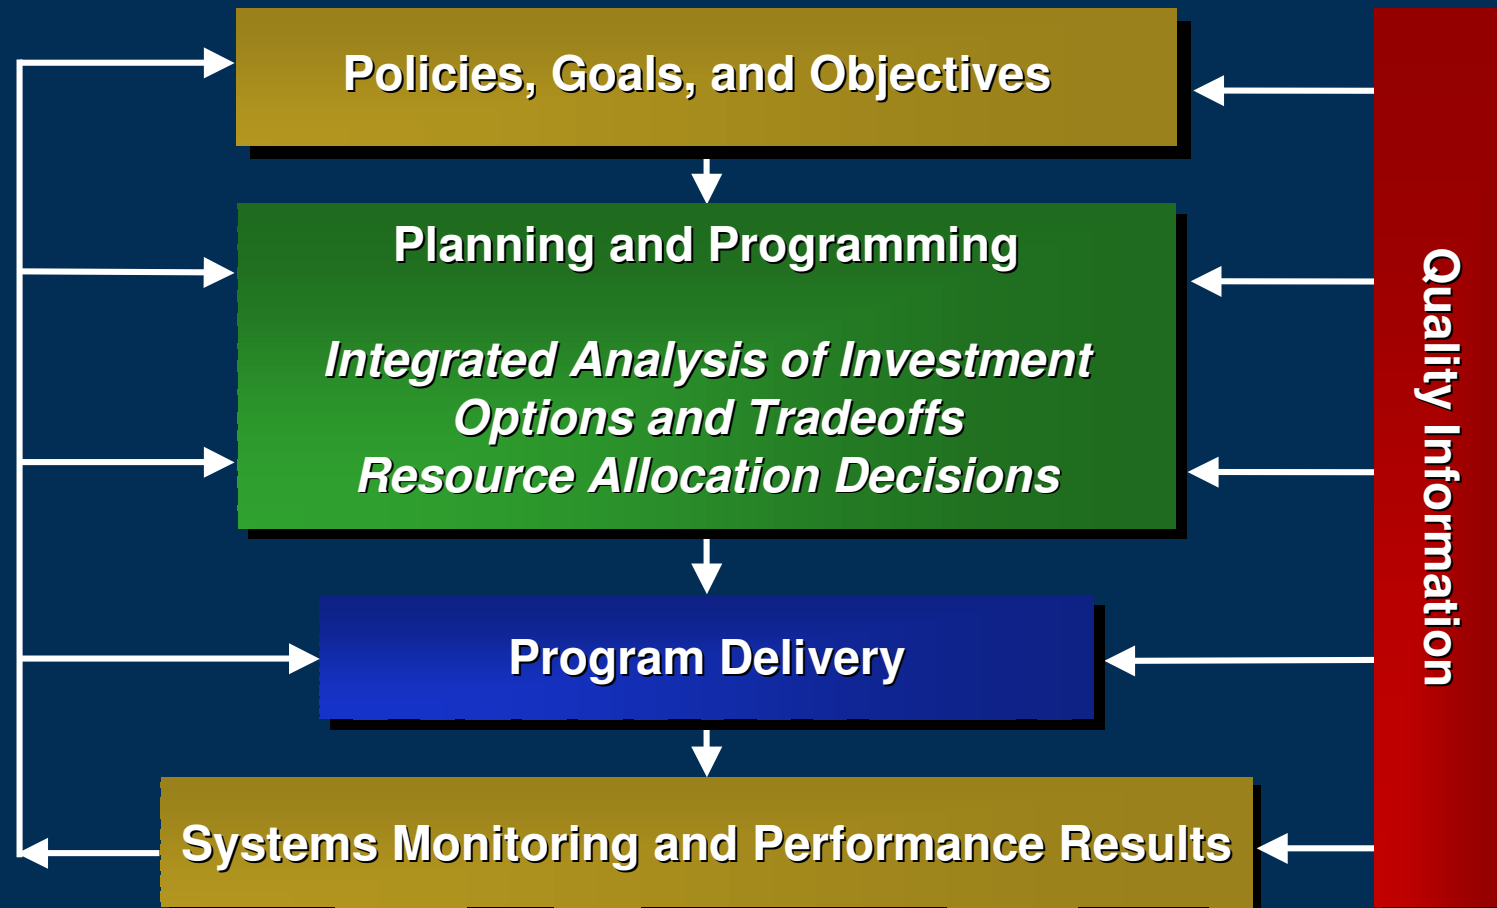 Policies, Goals, and Objectives
Planning and Programming
Integrated Analysis of Investment
Options and Tradeoffs
Resource Allocation Decisions
Program Delivery
Systems Monitoring and Performance Results
Quality Information